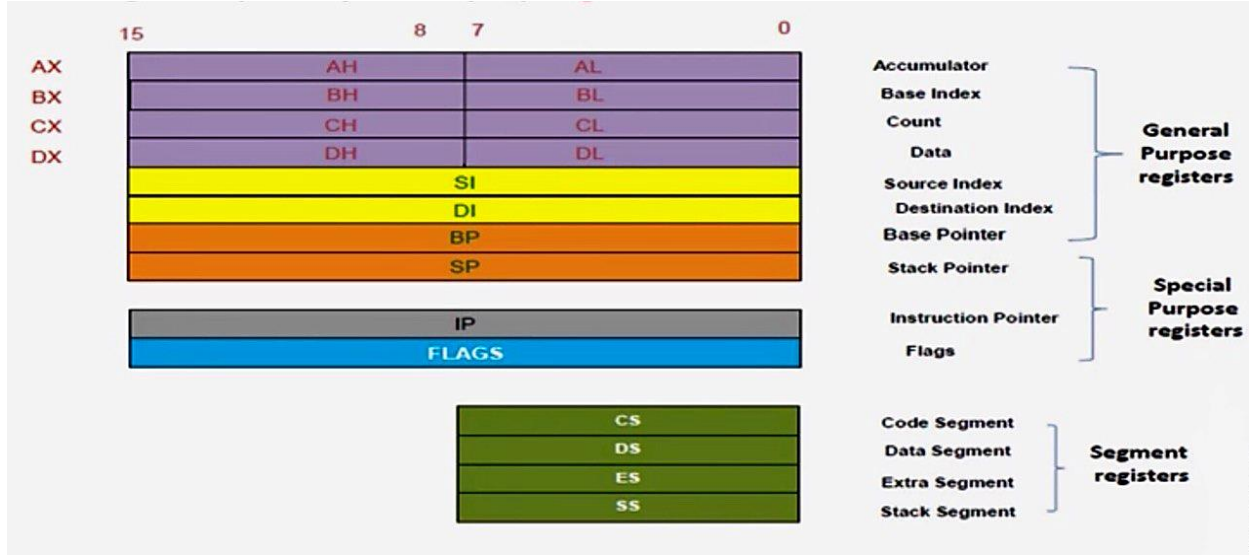 15 8 7 0
AX AH AL Accumulator
BX BH BL Base Index
CX CH CL Count
DX DH DL Data
SI Source Index
DI Destination Index
BP Base Pointer
General
Purpose
registers
SP Stack Pointer
IP Instruction Pointer
FLAGS Flags
Special
Purpose
registers
CS Code Segment
DS Data Segment
ES Extra Segment
SS Stack Segment
Segment
registers